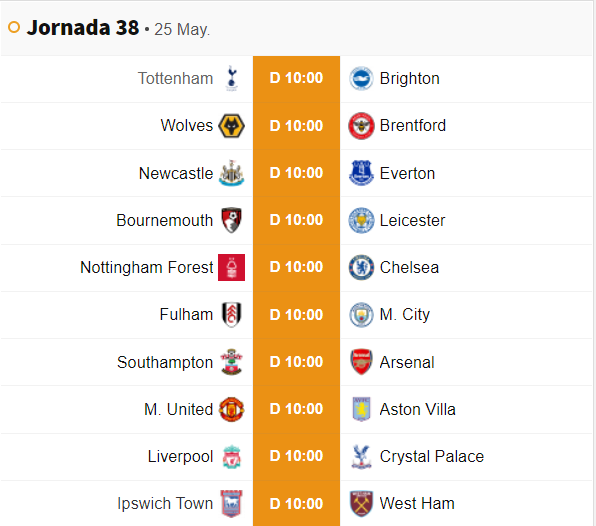 Jornada 38 • 25 May.
Tottenham D 10:00 Brighton
Wolves D 10:00 Brentford
Newcastle D 10:00 Everton
Bournemouth D 10:00 Leicester
Nottingham Forest D 10:00 Chelsea
Fulham D 10:00 M. City
Southampton D 10:00 Arsenal
M. United D 10:00 Aston Villa
Liverpool D 10:00 Crystal Palace
Ipswich Town D 10:00 West Ham